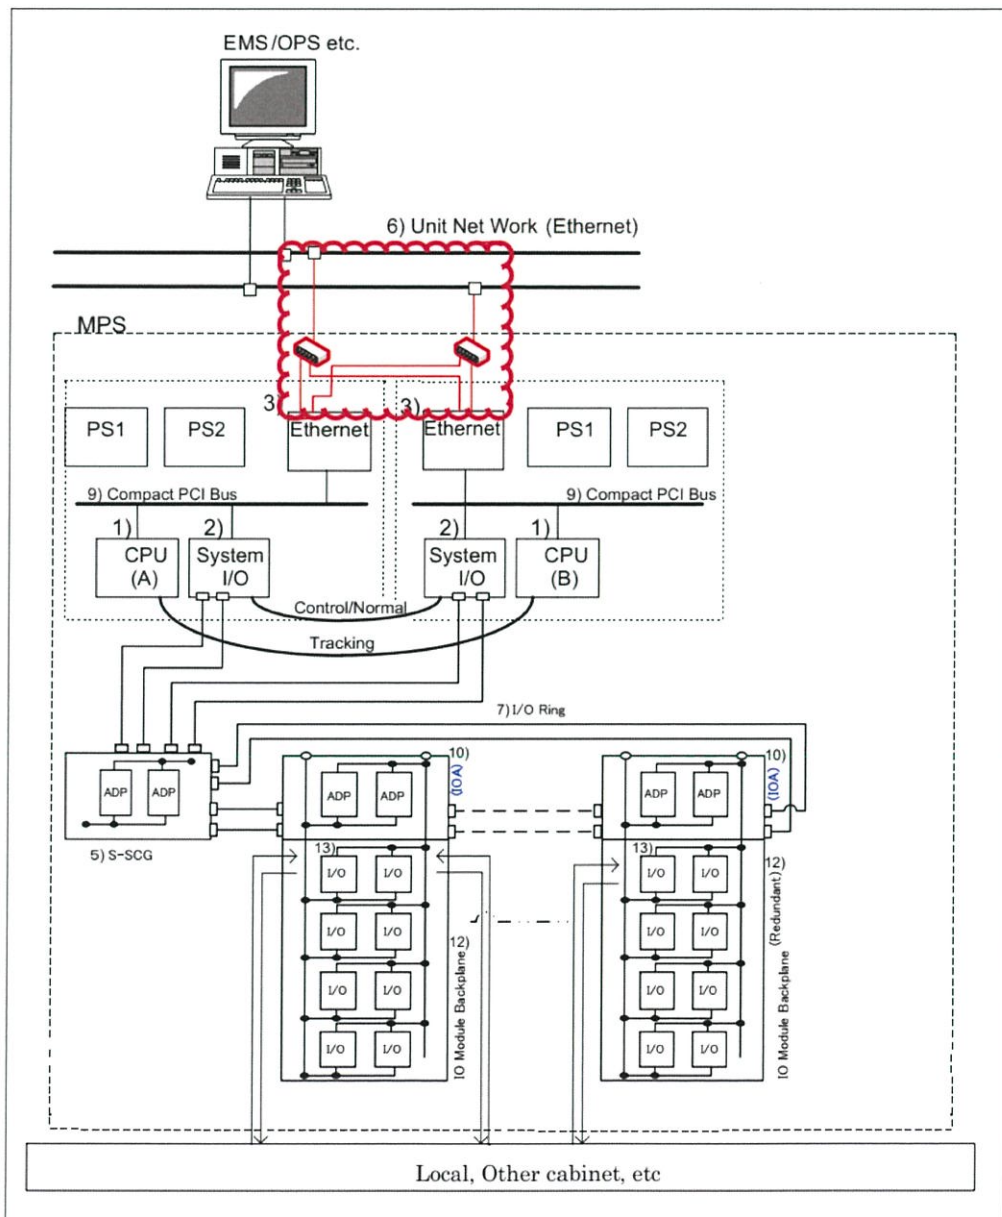 EMS/OPS etc.
6) Unit Net Work (Ethernet)
MPS
3)
3)
PS1
PS2
Ethernet
Ethernet
PS1
PS2
9) Compact PCI Bus
9) Compact PCI Bus
1)
2)
2)
1)
CPU
(A)
System
I/O
System
I/O
CPU
(B)
Control/Normal
Tracking
7) I/O Ring
10)
(IOA)
10)
(IOA)
ADP
ADP
ADP
ADP
ADP
ADP
5) S-SCG
13)
13)
I/O
I/O
I/O
I/O
12)
(Redundant)
I/O
I/O
I/O
I/O
12)
IO Module Backplane
IO Module Backplane
I/O
I/O
I/O
I/O
I/O
I/O
I/O
I/O
Local, Other cabinet, etc